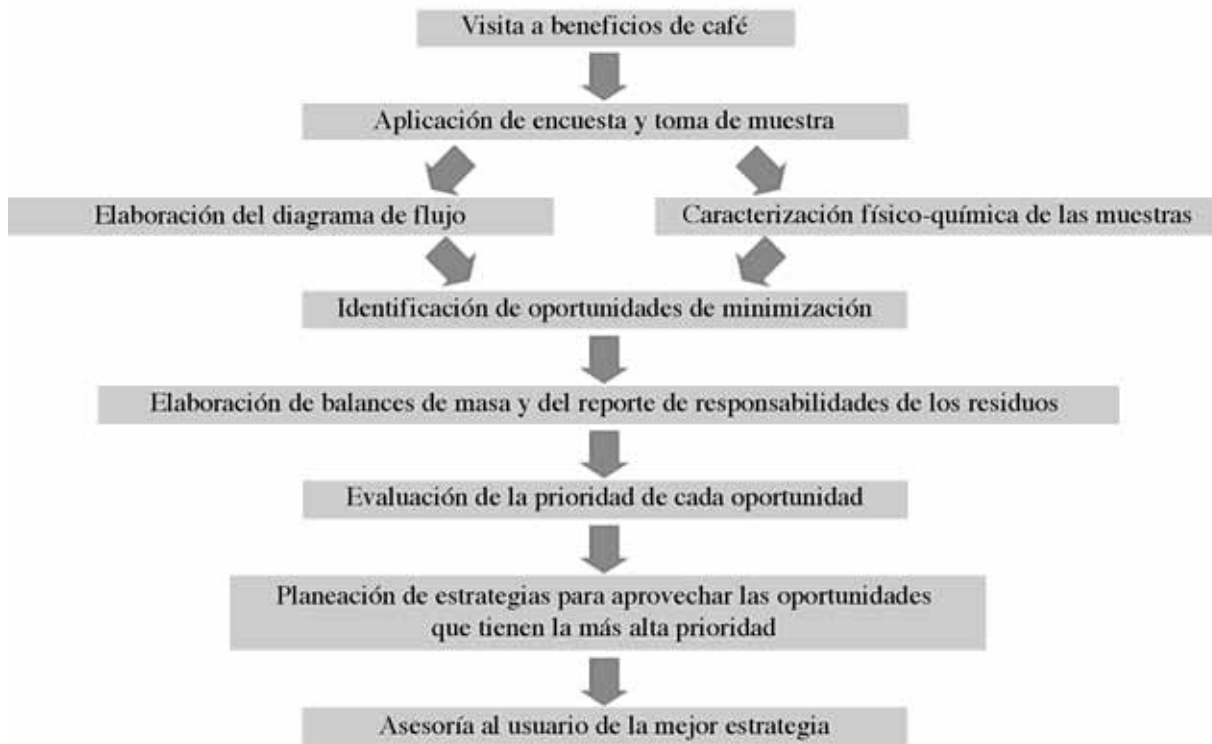 Visita a beneficios de café
Aplicación de encuesta y toma de muestra
Elaboración del diagrama de flujo
Caracterización físico-química de las muestras
Identificación de oportunidades de minimización
Elaboración de balances de masa y del reporte de responsabilidades de los residuos
Evaluación de la prioridad de cada oportunidad
Planeación de estrategias para aprovechar las oportunidades
que tienen la más alta prioridad
Asesoría al usuario de la mejor estrategia